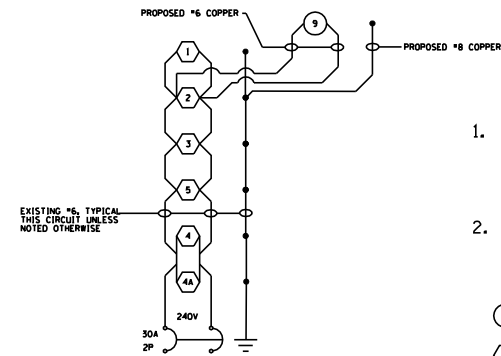 PROPOSED #6 COPPER
9
PROPOSED #8 COPPER
1
2
1.
3
5
EXISTING #6, TYPICAL
THIS CIRCUIT UNLESS
NOTED OTHERWISE
2.
4
4A
240V
30A
2P